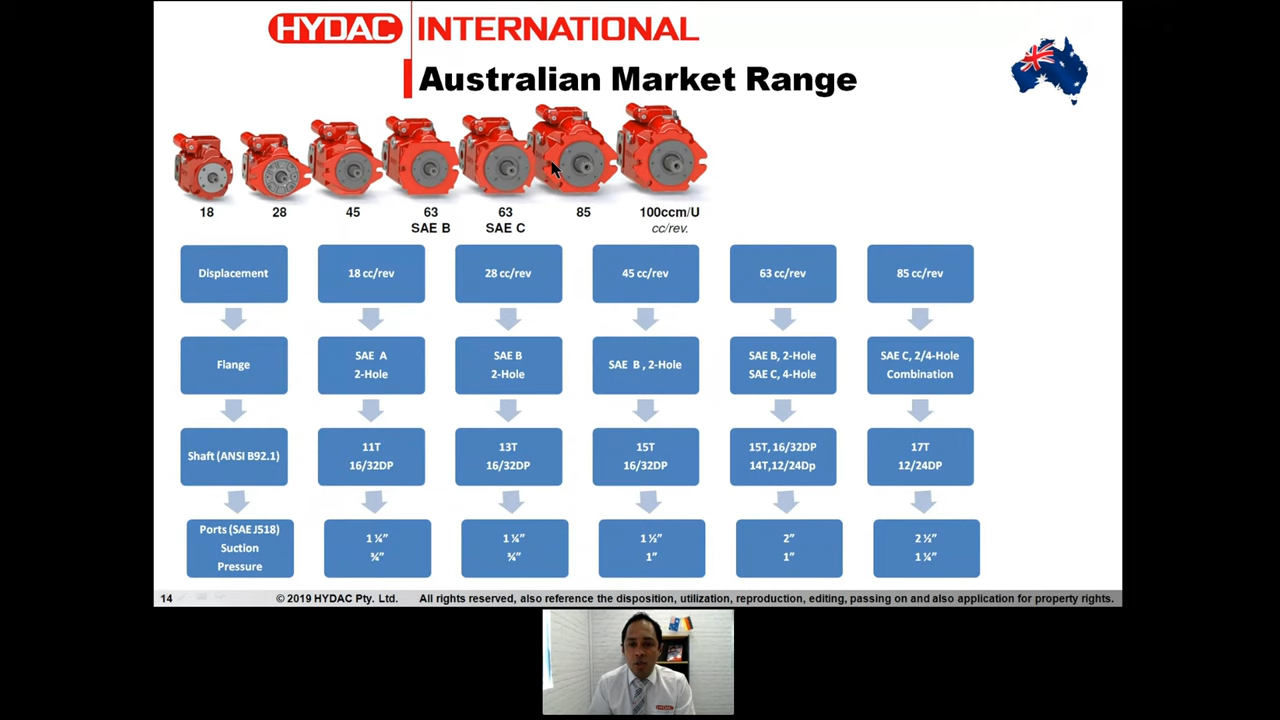 HYDAC INTERNATIONAL
Australian Market Range
18 28 45 63 63 85 100ccm/U
SAE B SAE C cc/rev.
Displacement
18 cc/rev
28 cc/rev
45 cc/rev
63 cc/rev
85 cc/rev
Flange
SAE A
2-Hole
SAE B
2-Hole
SAE B , 2-Hole
SAE B, 2-Hole
SAE C, 4-Hole
SAE C, 2/4-Hole
Combination
Shaft (ANSI B92.1)
11T
16/32DP
13T
16/32DP
15T
16/32DP
15T, 16/32DP
14T,12/24Dp
17T
12/24DP
Ports (SAE J518)
Suction
Pressure
1 ¼”
¾”
1 ¼”
¾”
1 ½”
1”
2”
1”
2 ½”
1 ¼”
14 © 2019 HYDAC Pty. Ltd. All rights reserved, also reference the disposition, utilization, reproduction, editing, passing on and also application for property rights.
HYDAC